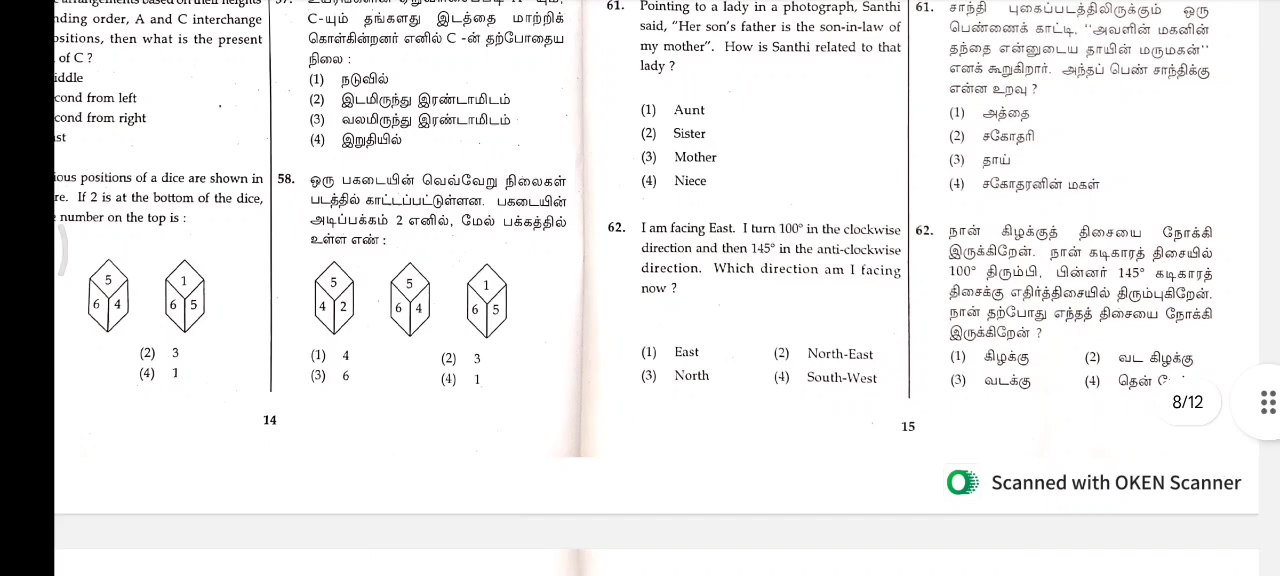 nding order, A and C interchange
ositions, then what is the present
of C ?
iddle
cond from left
cond from right
st
ious positions of a dice are shown in
re. If 2 is at the bottom of the dice,
number on the top is :
5
6 4
1
6 5
(2) 3
(4) 1
C-யும் தங்களது இடத்தை மாற்றிக்
கொள்கின்றனர் எனில் C -ன் தற்போதைய
நிலை :
(1) நடுவில்
(2) இடமிருந்து இரண்டாமிடம்
(3) வலமிருந்து இரண்டாமிடம்
(4) இறுதியில்
58. ஒரு பகடையின் வெவ்வேறு நிலைகள்
படத்தில் காட்டப்பட்டுள்ளன. பகடையின்
அடிப்பக்கம் 2 எனில், மேல் பக்கத்தில்
உள்ள எண் :
5
4 2
5
6 4
1
6 5
(1) 4 (2) 3
(3) 6 (4) 1
14
61. Pointing to a lady in a photograph, Santhi
said, "Her son's father is the son-in-law of
my mother". How is Santhi related to that
lady ?
(1) Aunt
(2) Sister
(3) Mother
(4) Niece
62. I am facing East. I turn 100° in the clockwise
direction and then 145° in the anti-clockwise
direction. Which direction am I facing
now ?
(1) East (2) North-East
(3) North (4) South-West
61. சாந்தி புகைப்படத்திலிருக்கும் ஒரு
பெண்ணைக் காட்டி, "அவளின் மகனின்
தந்தை என்னுடைய தாயின் மருமகன்"
எனக் கூறுகிறார். அந்தப் பெண் சாந்திக்கு
என்ன உறவு ?
(1) அத்தை
(2) சகோதரி
(3) தாய்
(4) சகோதரனின் மகள்
62. நான் கிழக்குத் திசையை நோக்கி
இருக்கிறேன். நான் கடிகாரத் திசையில்
100° திரும்பி, பின்னர் 145° கடிகாரத்
திசைக்கு எதிர்த்திசையில் திரும்புகிறேன்.
நான் தற்போது எந்தத் திசையை நோக்கி
இருக்கிறேன் ?
(1) கிழக்கு (2) வட கிழக்கு
(3) வடக்கு (4) தென்
8/12
15
Scanned with OKEN Scanner